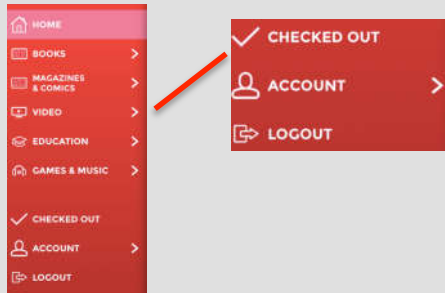 HOME
BOOKS
MAGAZINES
& COMICS
VIDEO
EDUCATION
GAMES & MUSIC
CHECKED OUT
ACCOUNT
LOGOUT
CHECKED OUT
ACCOUNT
LOGOUT